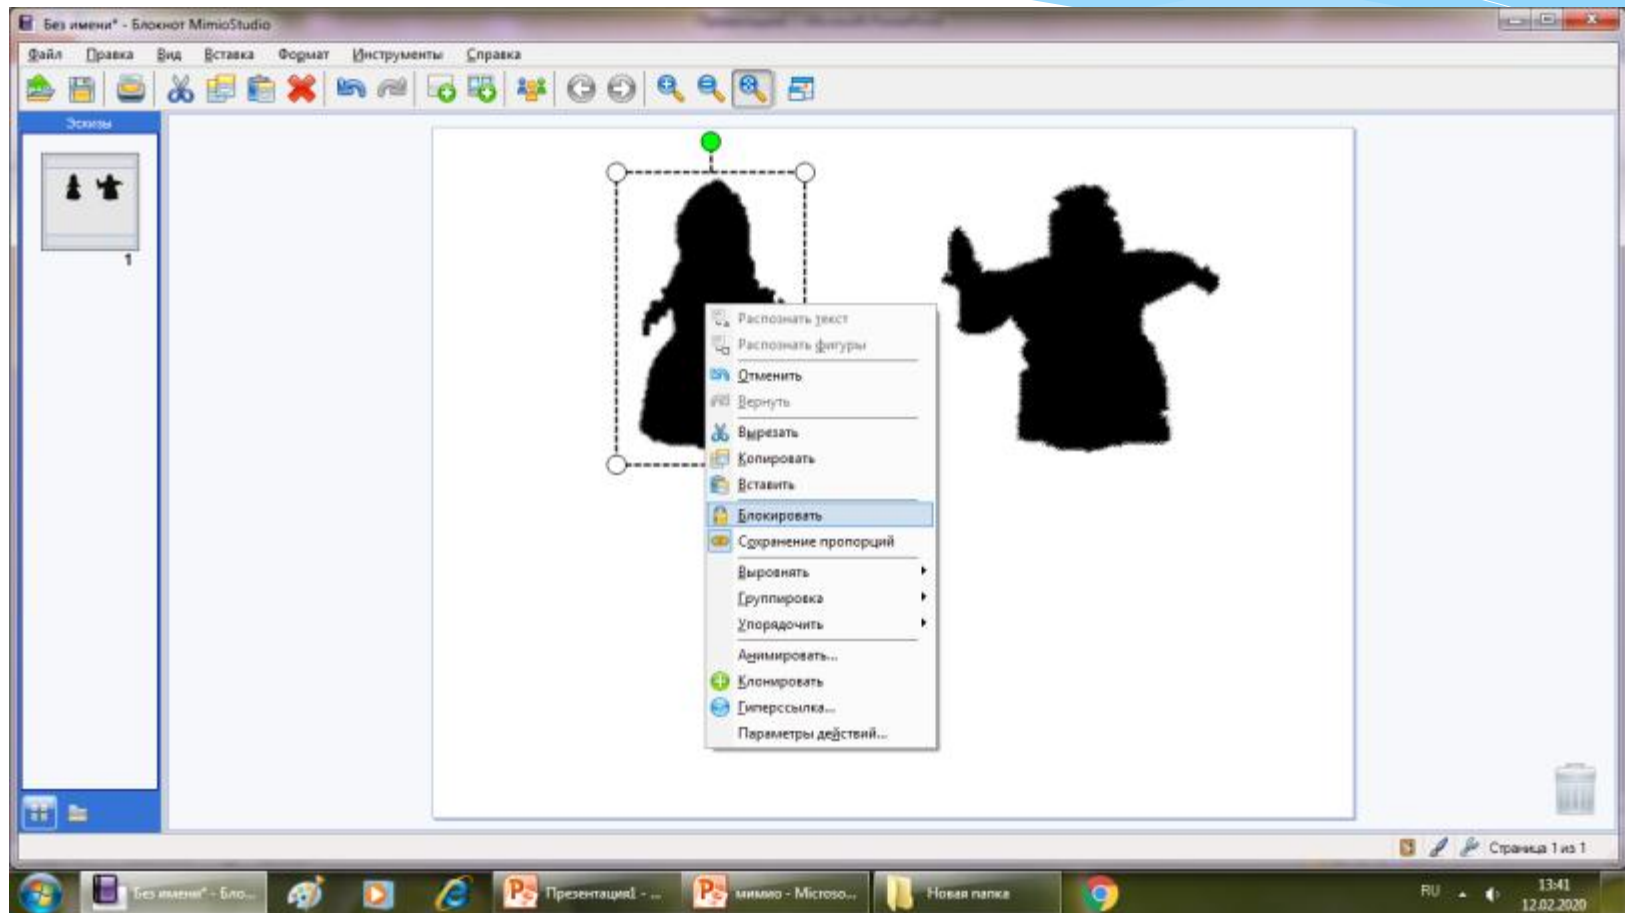 Без имени* - Блокнот MimioStudio
Файл Правка Вид Вставка Формат Инструменты Справка
Эскизы
1
Распознать текст
Распознать фигуры
Отменить
Вернуть
Вырезать
Копировать
Вставить
Блокировать
Сохранение пропорций
Выровнять
Группировка
Упорядочить
Анимировать...
Клонировать
Гиперссылка...
Параметры действий...
Страница 1 из 1
Без имени* - Бло...
Презентация1 - ...
мимио - Microso...
Новая папка
RU
13:41
12.02.2020